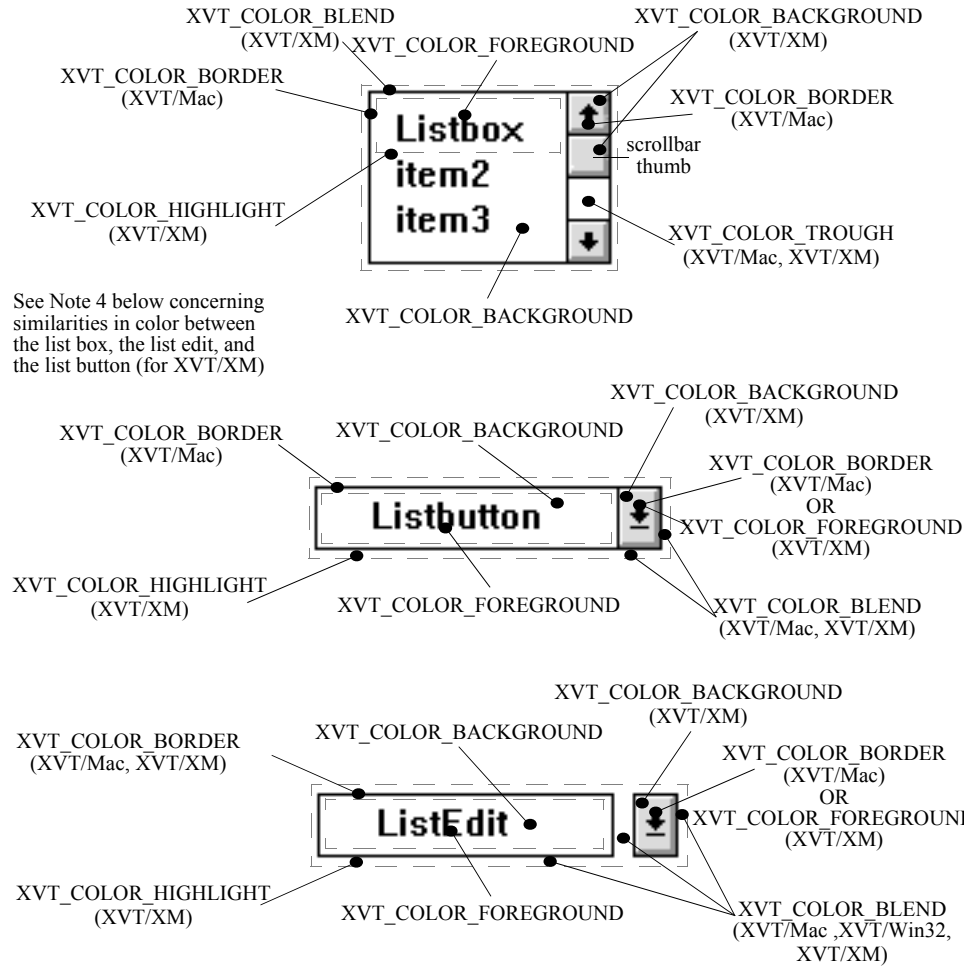 XVT_COLOR_BLEND
(XVT/XM)
XVT_COLOR_FOREGROUND
XVT_COLOR_BACKGROUND
(XVT/XM)
XVT_COLOR_BORDER
(XVT/Mac)
XVT_COLOR_BORDER
(XVT/Mac)
Listbox
item2
item3
scrollbar
thumb
XVT_COLOR_HIGHLIGHT
(XVT/XM)
XVT_COLOR_TROUGH
(XVT/Mac, XVT/XM)
XVT_COLOR_BACKGROUND
See Note 4 below concerning
similarities in color between
the list box, the list edit, and
the list button (for XVT/XM)
XVT_COLOR_BACKGROUND
(XVT/XM)
XVT_COLOR_BORDER
(XVT/Mac)
XVT_COLOR_BACKGROUND
XVT_COLOR_BORDER
(XVT/Mac)
OR
XVT_COLOR_FOREGROUND
(XVT/XM)
Listbutton
XVT_COLOR_HIGHLIGHT
(XVT/XM)
XVT_COLOR_FOREGROUND
XVT_COLOR_BLEND
(XVT/Mac, XVT/XM)
XVT_COLOR_BACKGROUND
(XVT/XM)
XVT_COLOR_BORDER
(XVT/Mac, XVT/XM)
XVT_COLOR_BACKGROUND
XVT_COLOR_BORDER
(XVT/Mac)
OR
XVT_COLOR_FOREGROUND
(XVT/XM)
ListEdit
XVT_COLOR_HIGHLIGHT
(XVT/XM)
XVT_COLOR_FOREGROUND
XVT_COLOR_BLEND
(XVT/Mac ,XVT/Win32,
XVT/XM)